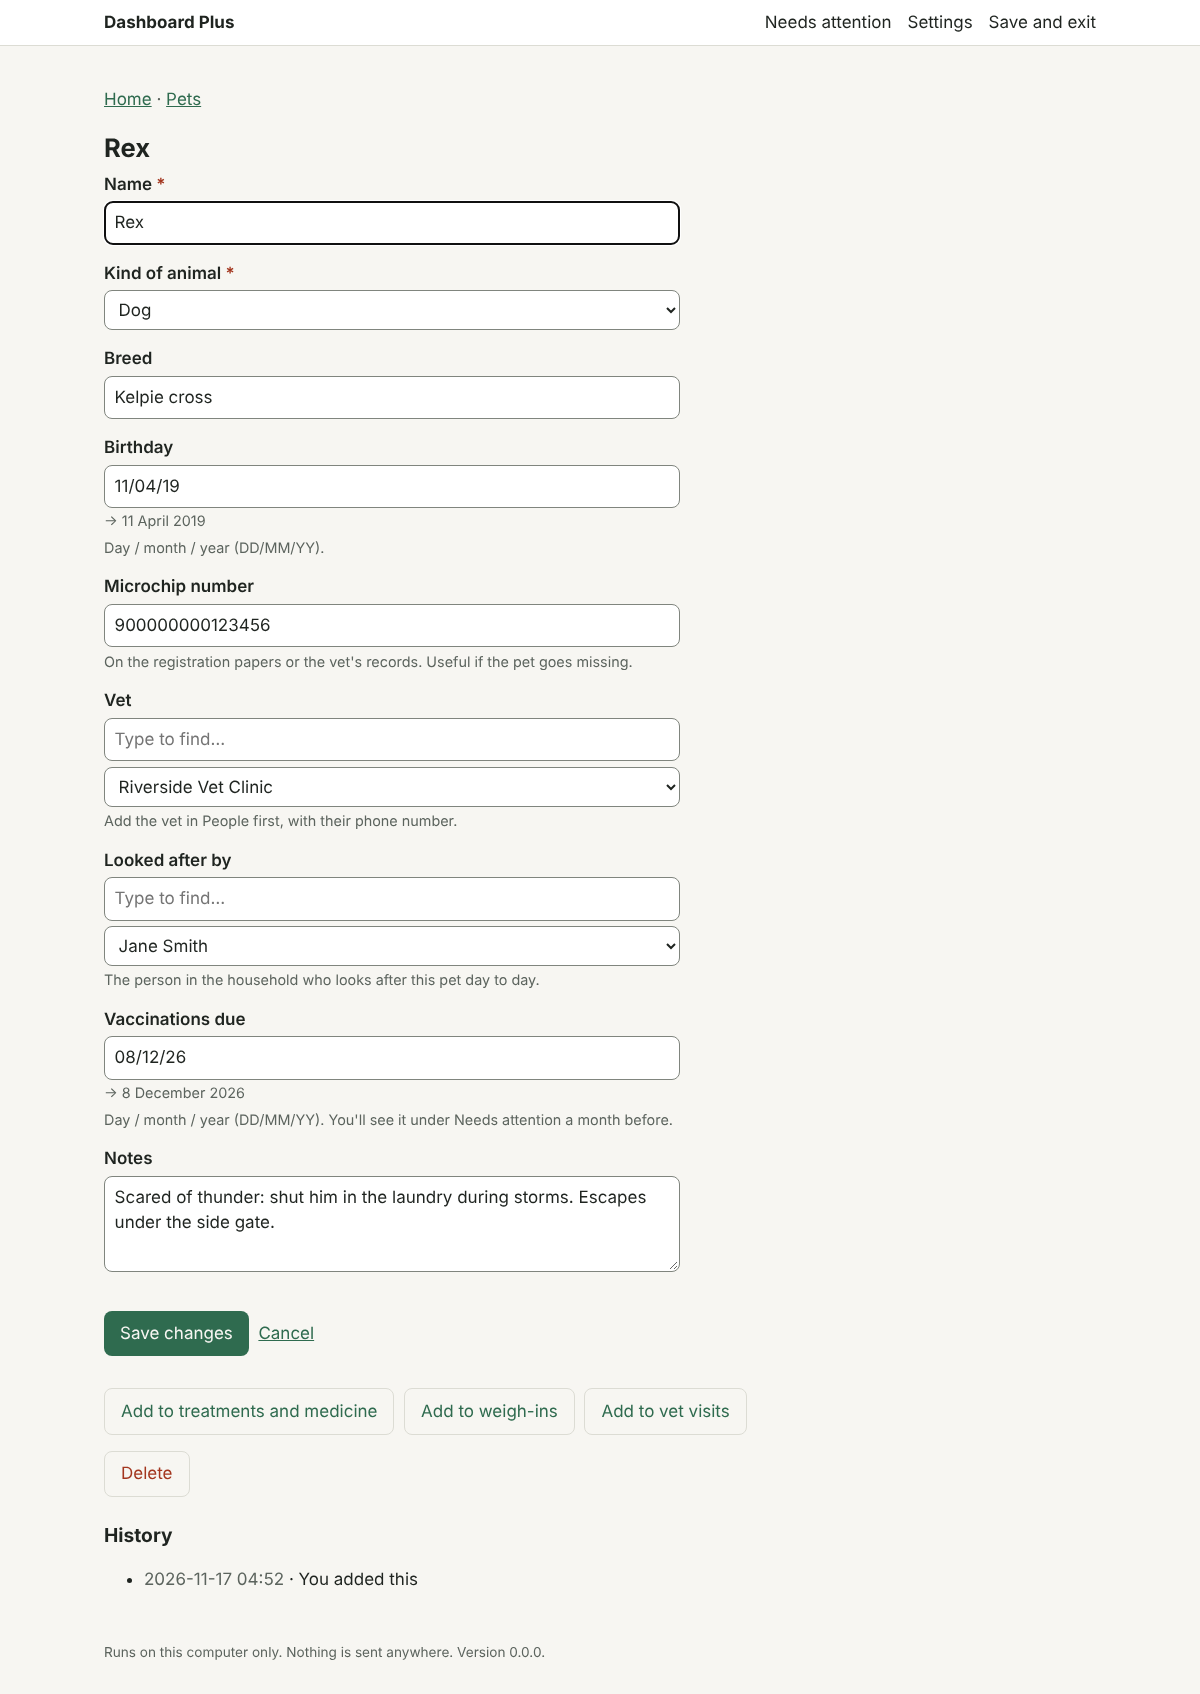 Dashboard Plus
Needs attention Settings Save and exit
Home · Pets
Rex
Name *
Rex
Kind of animal *
Dog
Breed
Kelpie cross
Birthday
11/04/19
→ 11 April 2019
Day / month / year (DD/MM/YY).
Microchip number
900000000123456
On the registration papers or the vet's records. Useful if the pet goes missing.
Vet
Type to find...
Riverside Vet Clinic
Add the vet in People first, with their phone number.
Looked after by
Type to find...
Jane Smith
The person in the household who looks after this pet day to day.
Vaccinations due
08/12/26
→ 8 December 2026
Day / month / year (DD/MM/YY). You'll see it under Needs attention a month before.
Notes
Scared of thunder: shut him in the laundry during storms. Escapes
under the side gate.
Save changes Cancel
Add to treatments and medicine Add to weigh-ins Add to vet visits
Delete
History
• 2026-11-17 04:52 · You added this
Runs on this computer only. Nothing is sent anywhere. Version 0.0.0.